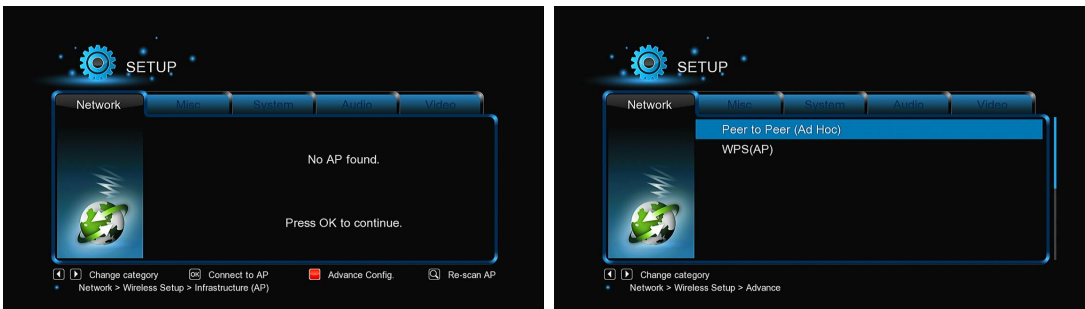 SETUP
Network Misc System Audio Video
No AP found.
Press OK to continue.
Change category OK Connect to AP Advance Config. Re-scan AP
Network > Wireless Setup > Infrastructure (AP)
SETUP
Network Misc System Audio Video
Peer to Peer (Ad Hoc)
WPS(AP)
Change category
Network > Wireless Setup > Advance